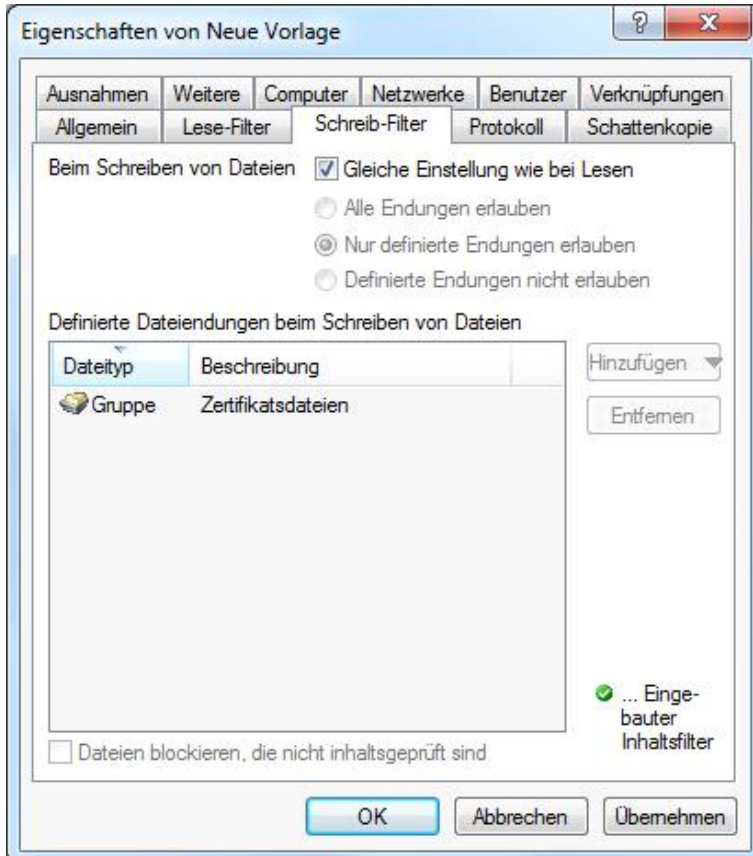 Eigenschaften von Neue Vorlage
?
Ausnahmen Weitere Computer Netzwerke Benutzer Verknüpfungen
Allgemein Lese-Filter Schreib-Filter Protokoll Schattenkopie
Beim Schreiben von Dateien Gleiche Einstellung wie bei Lesen
Alle Endungen erlauben
Nur definierte Endungen erlauben
Definierte Endungen nicht erlauben
Definierte Dateiendungen beim Schreiben von Dateien
Dateityp Beschreibung Hinzufügen
Gruppe Zertifikatsdateien Entfernen
... Einge-
bauter
Inhaltsfilter
Dateien blockieren, die nicht inhaltsgeprüft sind
OK Abbrechen Übernehmen